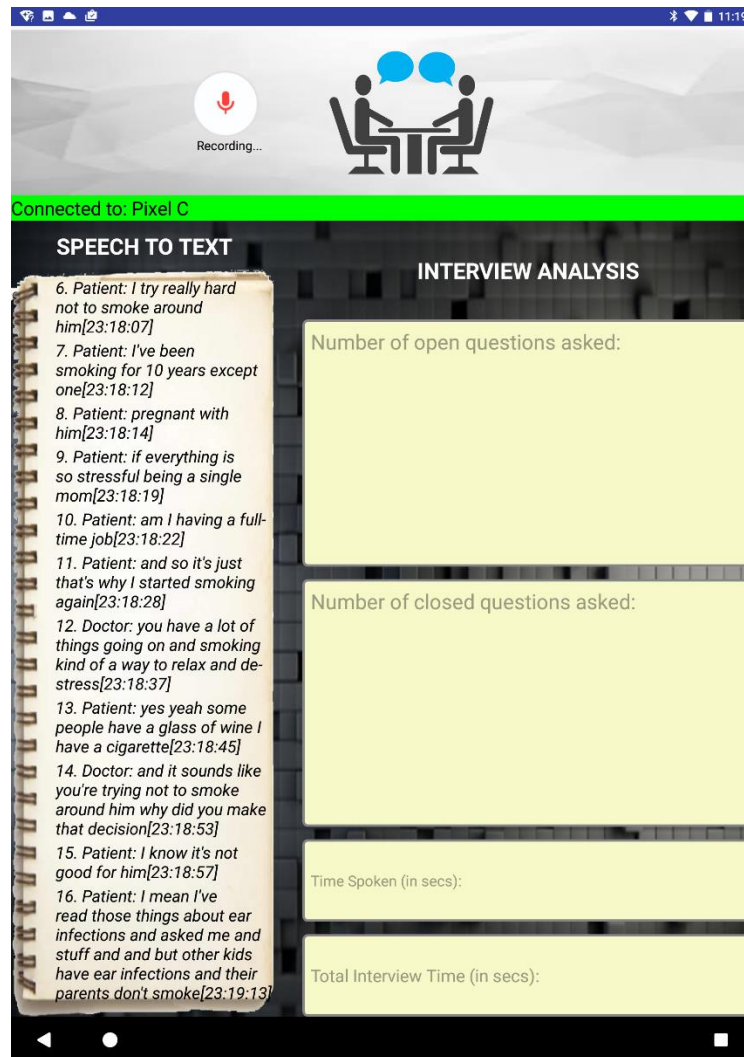 11:19
Recording...
Connected to: Pixel C
SPEECH TO TEXT
6. Patient: I try really hard
not to smoke around
him[23:18:07]
7. Patient: I've been
smoking for 10 years except
one[23:18:12]
8. Patient: pregnant with
him[23:18:14]
9. Patient: if everything is
so stressful being a single
mom[23:18:19]
10. Patient: am I having a full-
time job[23:18:22]
11. Patient: and so it's just
that's why I started smoking
again[23:18:28]
12. Doctor: you have a lot of
things going on and smoking
kind of a way to relax and de-
stress[23:18:37]
13. Patient: yes yeah some
people have a glass of wine I
have a cigarette[23:18:45]
14. Doctor: and it sounds like
you're trying not to smoke
around him why did you make
that decision[23:18:53]
15. Patient: I know it's not
good for him[23:18:57]
16. Patient: I mean I've
read those things about ear
infections and asked me and
stuff and and but other kids
have ear infections and their
parents don't smoke[23:19:13]
INTERVIEW ANALYSIS
Number of open questions asked:
Number of closed questions asked:
Time Spoken (in secs):
Total Interview Time (in secs):